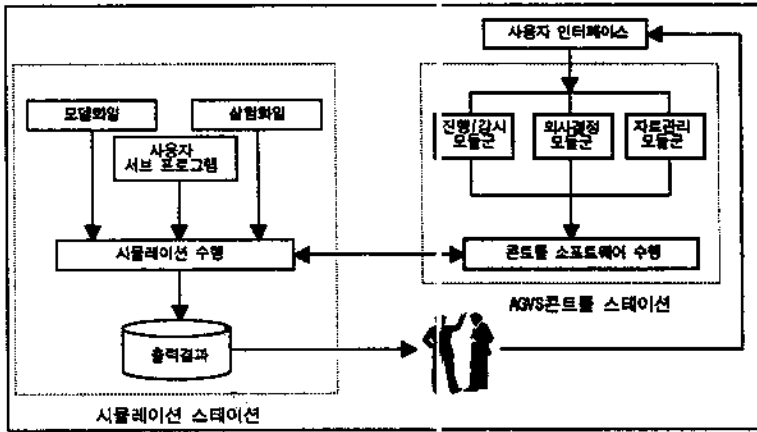 사용자 인터페이스
모델화일
실험화일
사용자
서브 프로그램
진행/감시
모듈군
의사결정
모듈군
자료관리
모듈군
시뮬레이션 수행
콘트롤 소프트웨어 수행
AGVS콘트롤 스테이션
출력결과
시뮬레이션 스테이션